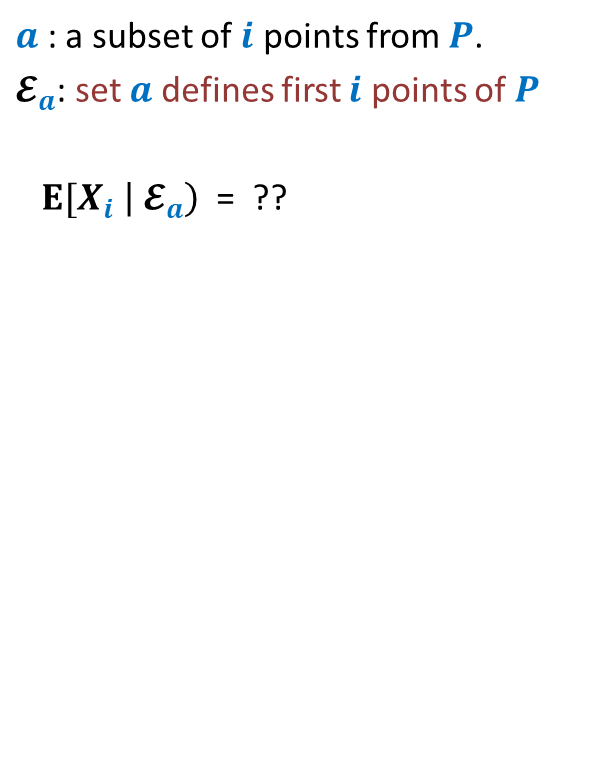 a : a subset of i points from P.
ℰa: set a defines first i points of P
E[Xi | ℰa) = ??